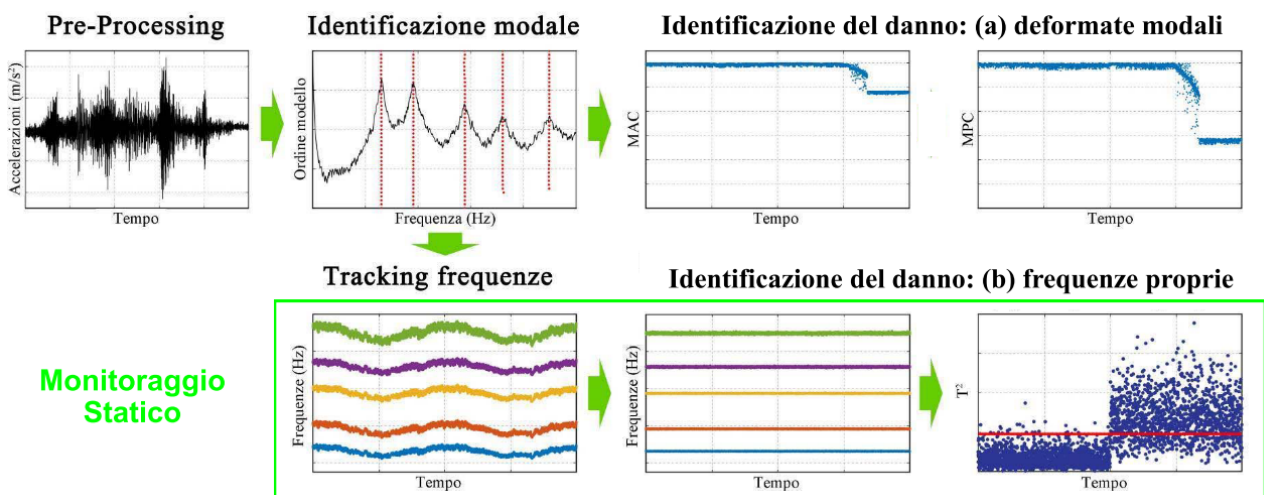 Pre-Processing
Identificazione modale
Identificazione del danno: (a) deformate modali
Accelerazioni (m/s²)
Tempo
Ordine modello
Frequenza (Hz)
MAC
Tempo
MPC
Tempo
Tracking frequenze
Identificazione del danno: (b) frequenze proprie
Monitoraggio
Statico
Frequenze (Hz)
Tempo
Frequenze (Hz)
Tempo
T²
Tempo